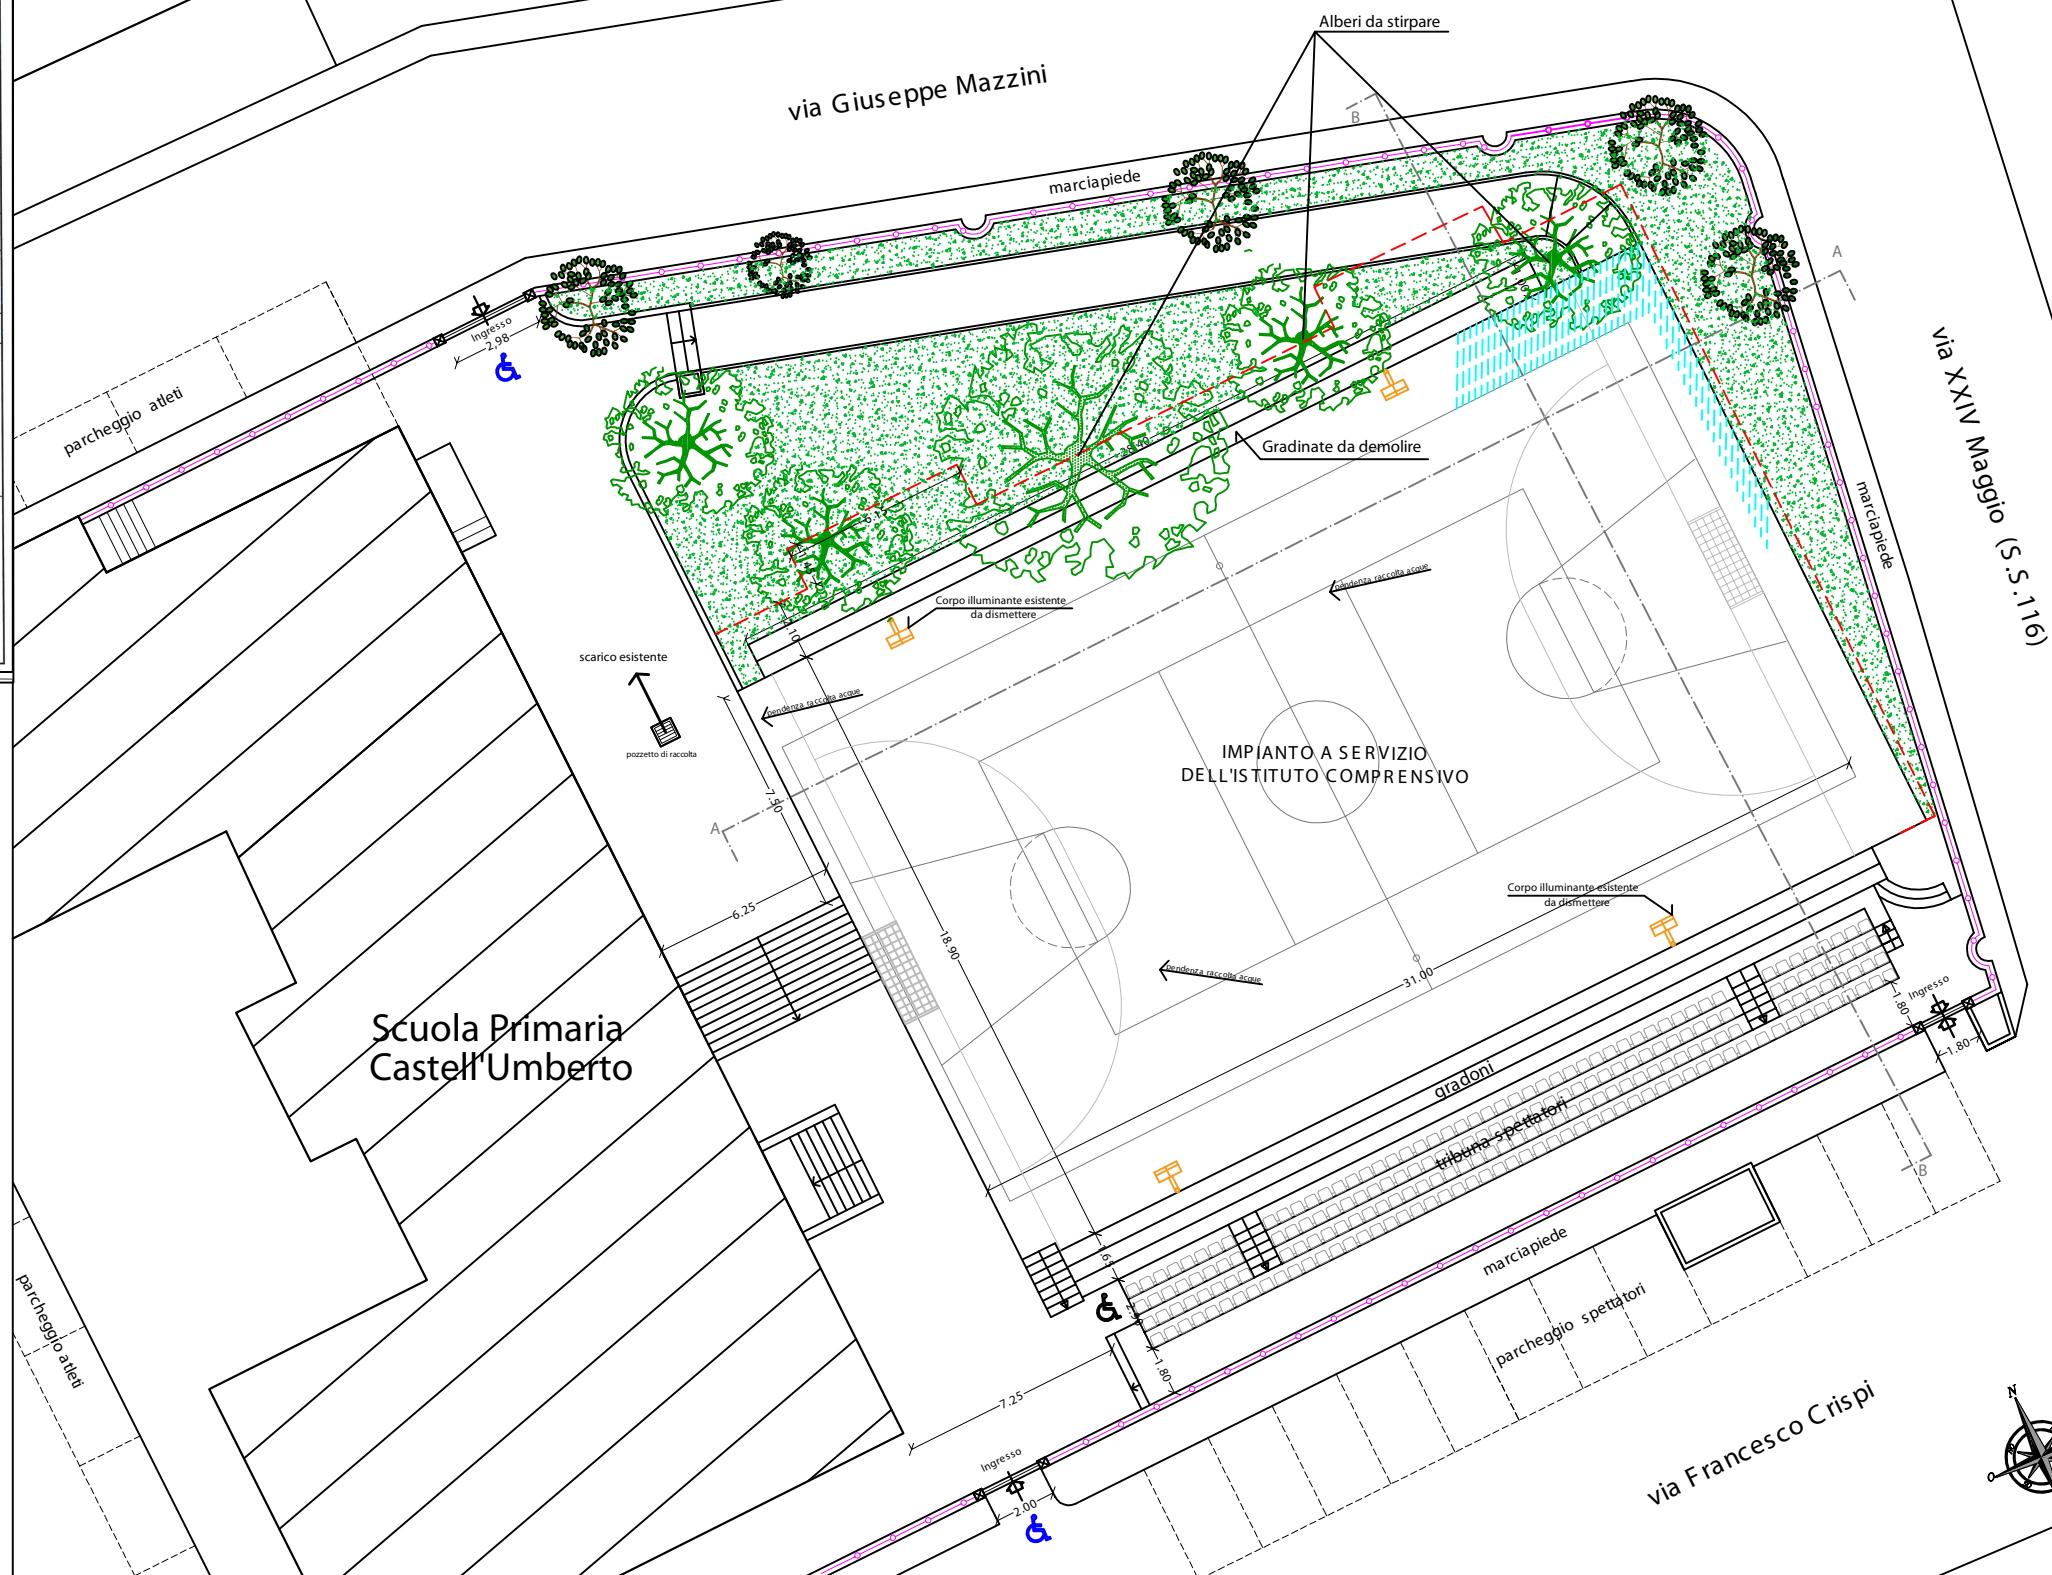 Alberi da stirpare
via Giuseppe Mazzini
B
marciapiede
A
Ingresso
2,98
via XXIV Maggio (S.S.116)
parcheggio atleti
Gradinate da demolire
marciapiede
Corpo illuminante esistente
da dismettere
pendenza raccolta acque
scarico esistente
pendenza raccolta acque
pozzetto di raccolta
IMPIANTO A SERVIZIO
DELL'ISTITUTO COMPRENSIVO
7.50
A
Corpo illuminante esistente
da dismettere
6.25
18.90
pendenza raccolta acque
31.00
Ingresso
1.80
Scuola Primaria
Castell'Umberto
1.80
gradoni
tribuna spettatori
B
marciapiede
1.65
parcheggio spettatori
parcheggio atleti
1.80
7.25
via Francesco Crispi
N
O
Ingresso
2.00